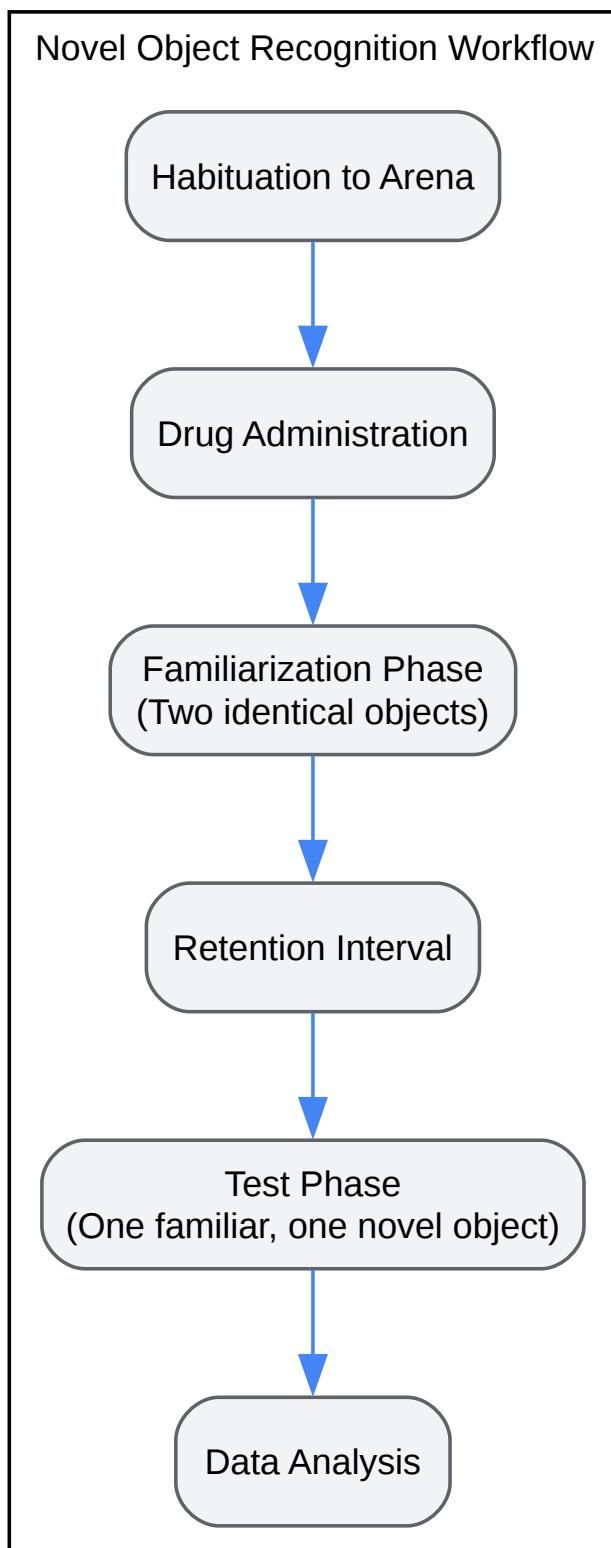 Novel Object Recognition Workflow
Habituation to Arena
Drug Administration
Familiarization Phase
(Two identical objects)
Retention Interval
Test Phase
(One familiar, one novel object)
Data Analysis